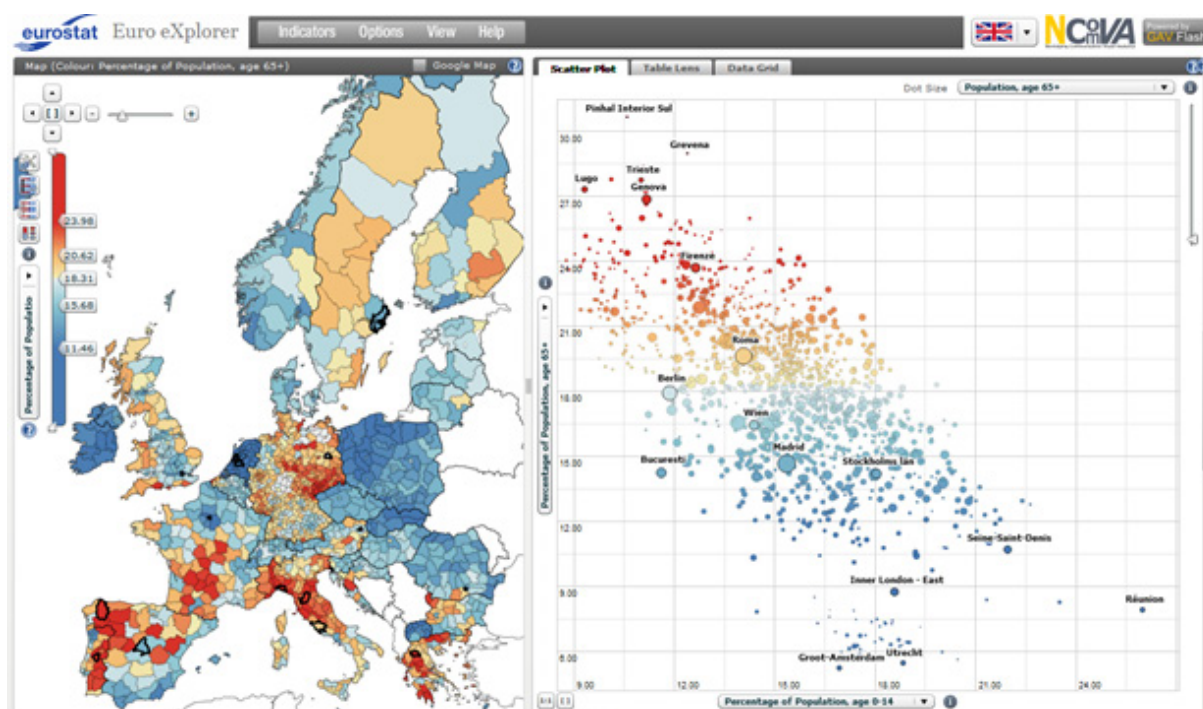 eurostat Euro eXplorer
Indicators Options View Help
NComVA
Powered by
GAV Flash
Map (Colour: Percentage of Population, age 65+)
Google Map
23.98
20.62
18.31
15.68
11.46
Percentage of Populatio
Scatter Plot Table Lens Data Grid
Dot Size Population, age 65+
Pinhal Interior Sul
30.00
Grevena
Trieste
Lugo
Genova
27.00
Firenze
24.00
21.00
Roma
Berlin
18.00
Wien
Madrid
Bucuresti
Stockholms län
15.00
12.00
Seine-Saint-Denis
Inner London - East
9.00
Réunion
Utrecht
Groot-Amsterdam
6.00
Percentage of Population, age 65+
9.00 12.00 15.00 18.00 21.00 24.00
Percentage of Population, age 0-14